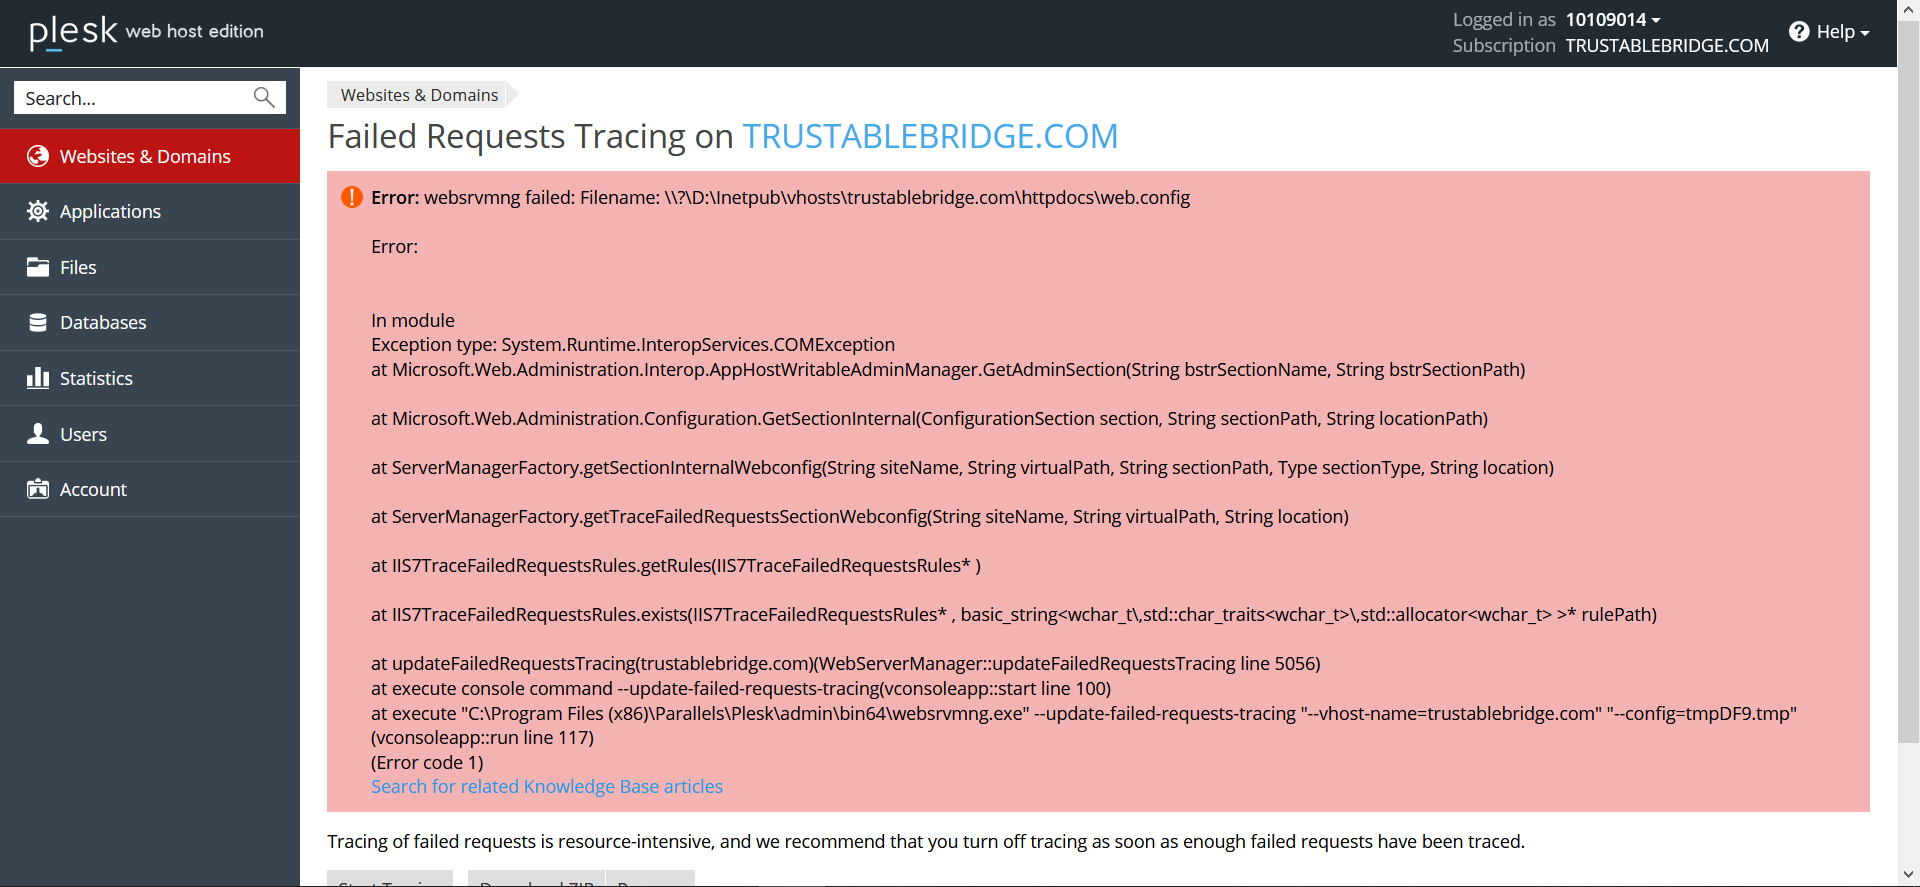 plesk web host edition
Logged in as 10109014
Subscription TRUSTABLEBRIDGE.COM
? Help
Search...
Websites & Domains
Applications
Files
Databases
Statistics
Users
Account
Websites & Domains
Failed Requests Tracing on TRUSTABLEBRIDGE.COM
Error: websrvmng failed: Filename: \\?\D:\Inetpub\vhosts\trustablebridge.com\httpdocs\web.config
Error:
In module
Exception type: System.Runtime.InteropServices.COMException
at Microsoft.Web.Administration.Interop.AppHostWritableAdminManager.GetAdminSection(String bstrSectionName, String bstrSectionPath)
at Microsoft.Web.Administration.Configuration.GetSectionInternal(ConfigurationSection section, String sectionPath, String locationPath)
at ServerManagerFactory.getSectionInternalWebconfig(String siteName, String virtualPath, String sectionPath, Type sectionType, String location)
at ServerManagerFactory.getTraceFailedRequestsSectionWebconfig(String siteName, String virtualPath, String location)
at IIS7TraceFailedRequestsRules.getRules(IIS7TraceFailedRequestsRules* )
at IIS7TraceFailedRequestsRules.exists(IIS7TraceFailedRequestsRules* , basic_string<wchar_t\,std::char_traits<wchar_t>\,std::allocator<wchar_t> >* rulePath)
at updateFailedRequestsTracing(trustablebridge.com)(WebServerManager::updateFailedRequestsTracing line 5056)
at execute console command --update-failed-requests-tracing(vconsoleapp::start line 100)
at execute "C:\Program Files (x86)\Parallels\Plesk\admin\bin64\websrvmng.exe" --update-failed-requests-tracing "--vhost-name=trustablebridge.com" "--config=tmpDF9.tmp"
(vconsoleapp::run line 117)
(Error code 1)
Search for related Knowledge Base articles
Tracing of failed requests is resource-intensive, and we recommend that you turn off tracing as soon as enough failed requests have been traced.